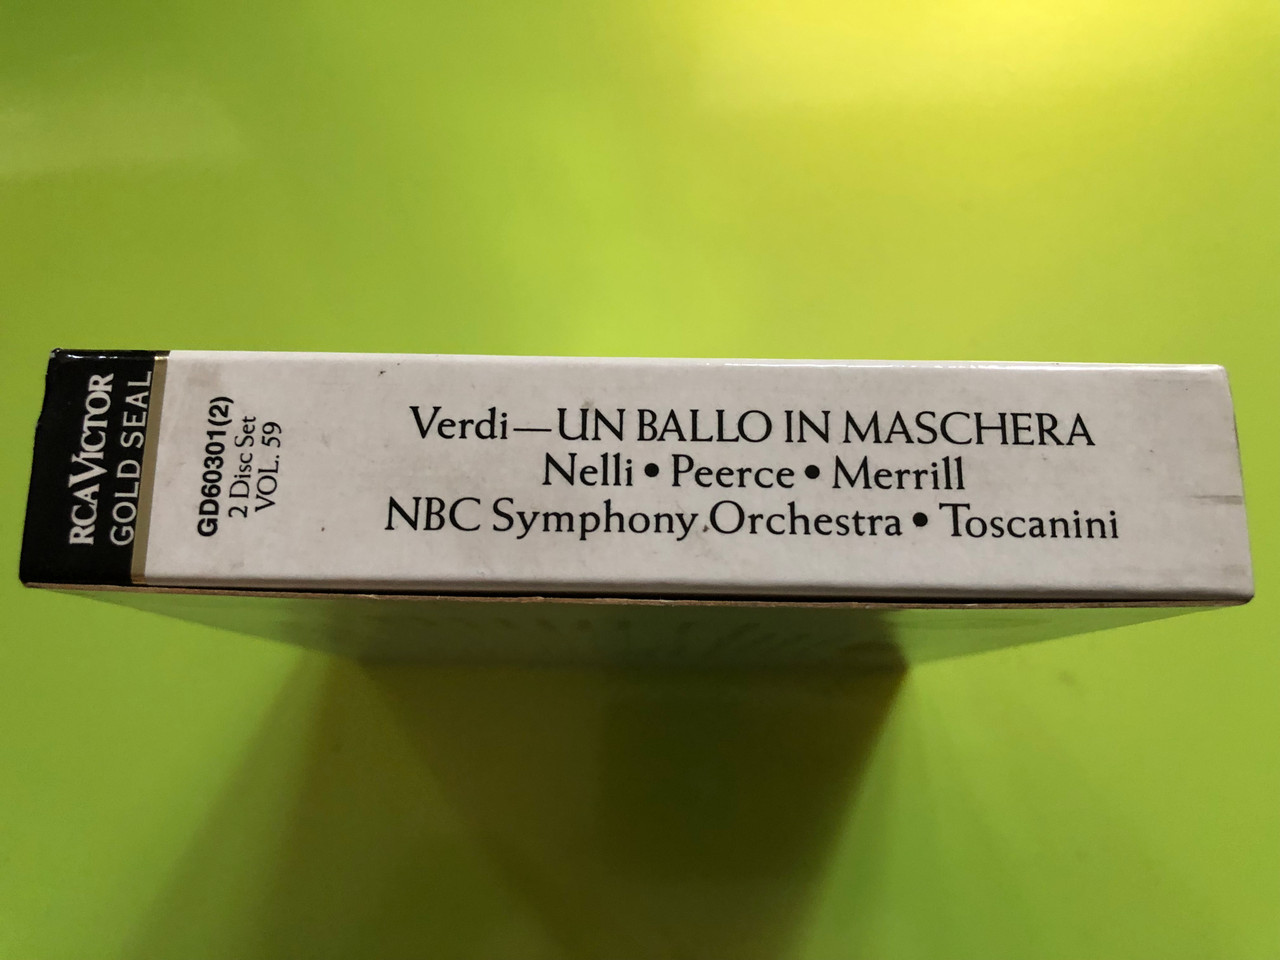 RCA VICTOR
GOLD SEAL
GD60301(2)
2 Disc Set
VOL. 59
Verdi—UN BALLO IN MASCHERA
Nelli • Peerce • Merrill
NBC Symphony Orchestra • Toscanini